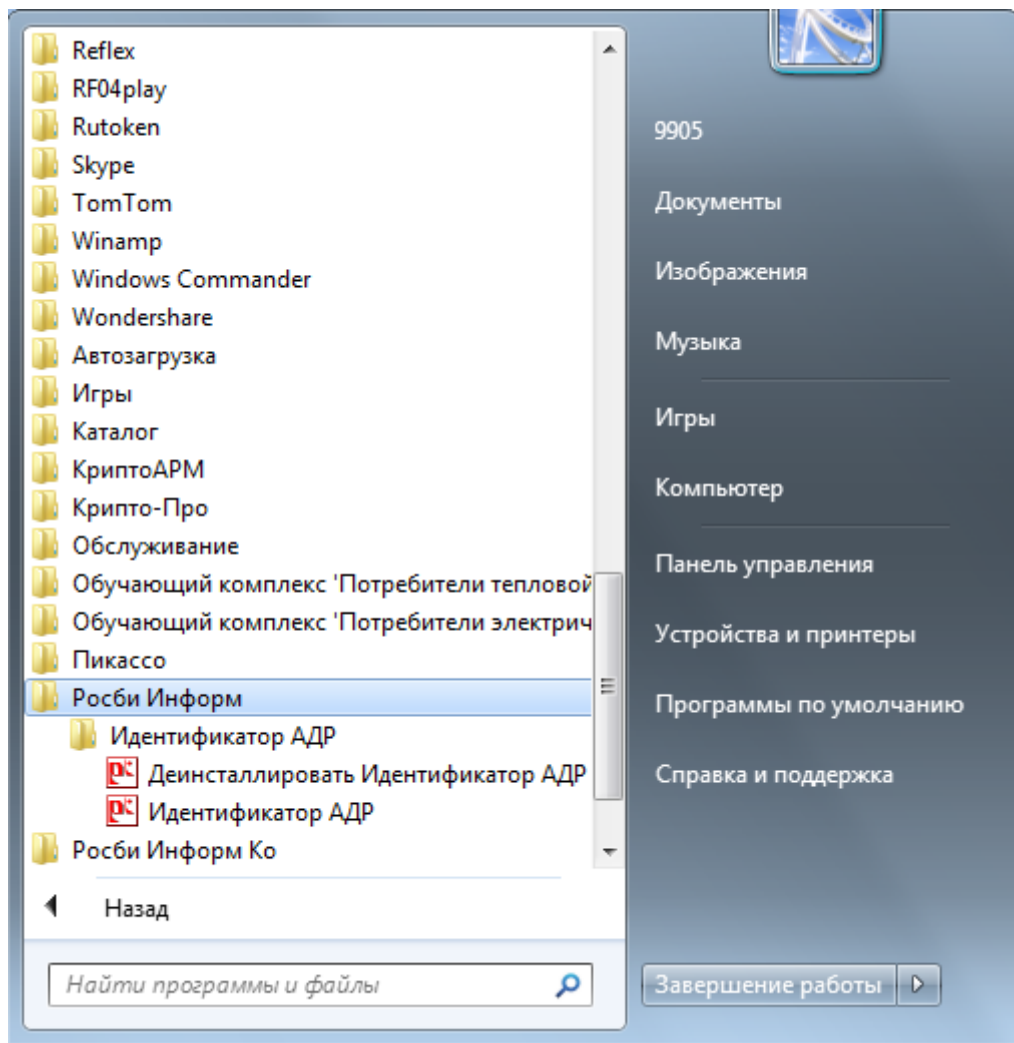 Reflex
RF04play
Rutoken
Skype
TomTom
Winamp
Windows Commander
Wondershare
Автозагрузка
Игры
Каталог
КриптоАРМ
Крипто-Про
Обслуживание
Обучающий комплекс 'Потребители тепловой
Обучающий комплекс 'Потребители электрич
Пикассо
Росби Информ
Идентификатор АДР
Деинсталлировать Идентификатор АДР
Идентификатор АДР
Росби Информ Ко
Назад
Найти программы и файлы
9905
Документы
Изображения
Музыка
Игры
Компьютер
Панель управления
Устройства и принтеры
Программы по умолчанию
Справка и поддержка
Завершение работы